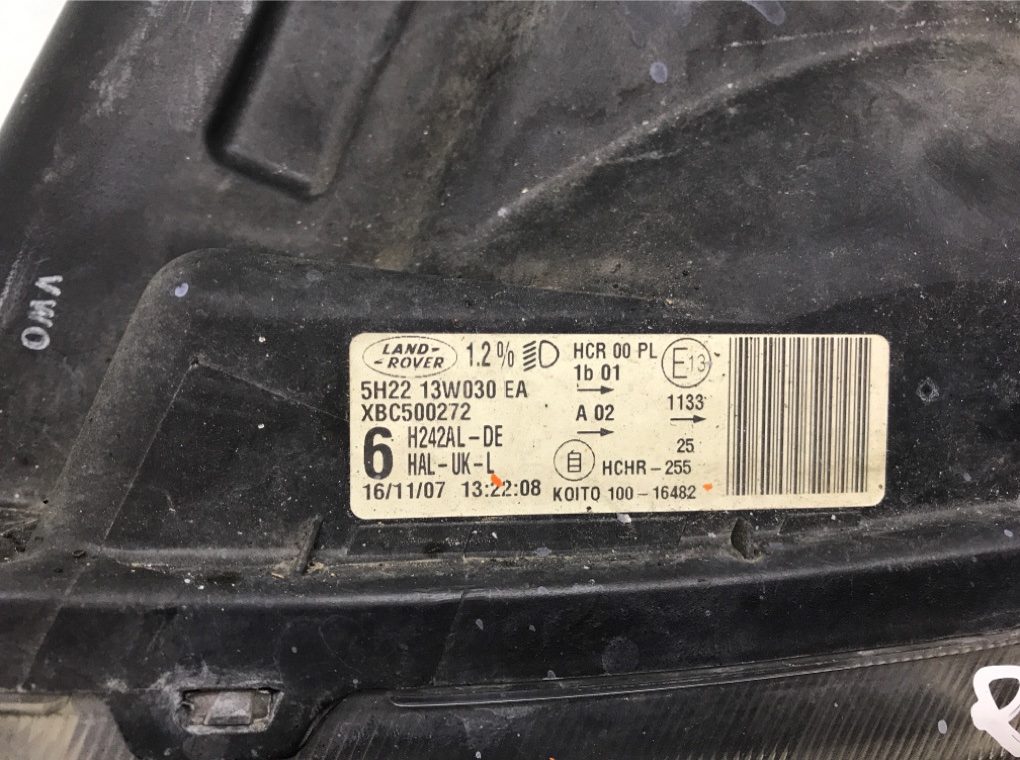 LAND-
-ROVER
1.2%
HCR 00 PL
1b 01
E13
5H22 13W030 EA
XBC500272
A 02
1133
6
H242AL-DE
HAL-UK-L
25
HCHR-255
16/11/07 13:22:08
KOITO 100-16482
VWO